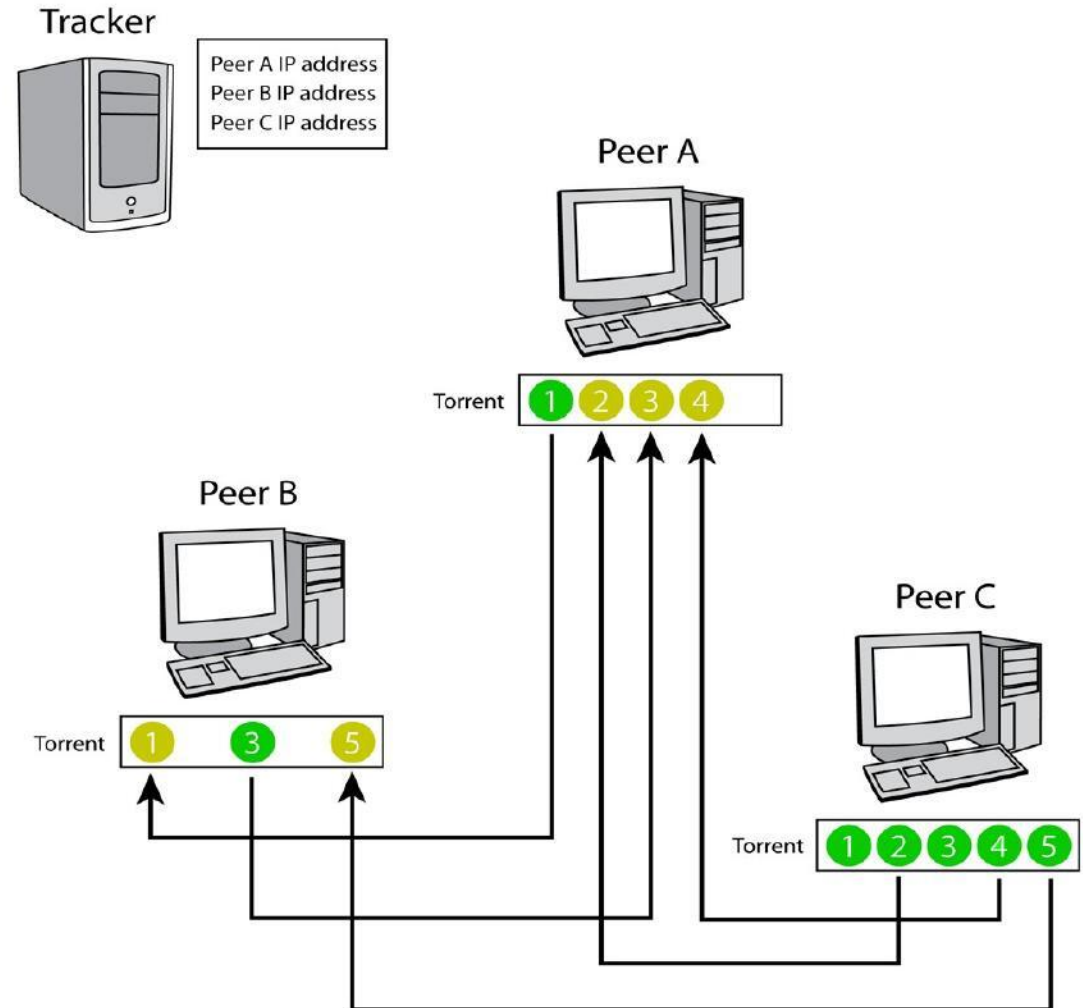 Tracker
Peer A IP address
Peer B IP address
Peer C IP address
Peer A
Torrent 1 2 3 4
Peer B
Torrent 1 3 5
Peer C
Torrent 1 2 3 4 5